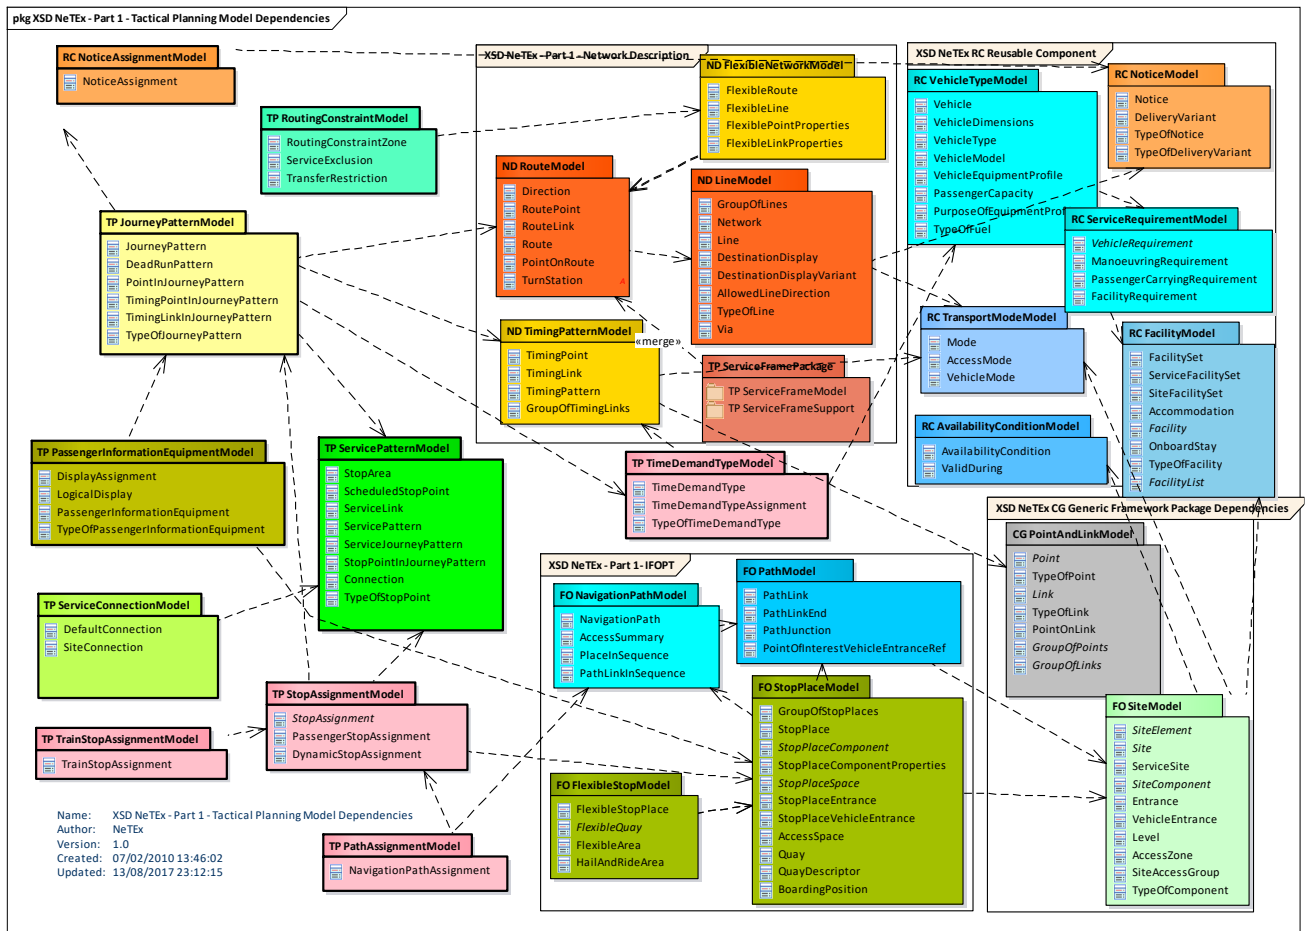 pkg XSD NeTEx - Part 1 - Tactical Planning Model Dependencies
RC NoticeAssignmentModel
NoticeAssignment
TP RoutingConstraintModel
RoutingConstraintZone
ServiceExclusion
TransferRestriction
TP JourneyPatternModel
JourneyPattern
DeadRunPattern
PointInJourneyPattern
TimingPointInJourneyPattern
TimingLinkInJourneyPattern
TypeOfJourneyPattern
XSD NeTEx - Part 1 - Network Description
ND FlexibleNetworkModel
FlexibleRoute
FlexibleLine
FlexiblePointProperties
FlexibleLinkProperties
ND RouteModel
Direction
RoutePoint
RouteLink
Route
PointOnRoute
TurnStation
A
ND LineModel
GroupOfLines
Network
Line
DestinationDisplay
DestinationDisplayVariant
AllowedLineDirection
TypeOfLine
Via
ND TimingPatternModel
TimingPoint
TimingLink
TimingPattern
GroupOfTimingLinks
«merge»
TP ServiceFramePackage
TP ServiceFrameModel
TP ServiceFrameSupport
XSD NeTEx RC Reusable Component
RC VehicleTypeModel
Vehicle
VehicleDimensions
VehicleType
VehicleModel
VehicleEquipmentProfile
PassengerCapacity
PurposeOfEquipmentProf
TypeOfFuel
RC NoticeModel
Notice
DeliveryVariant
TypeOfNotice
TypeOfDeliveryVariant
RC ServiceRequirementModel
VehicleRequirement
ManoeuvringRequirement
PassengerCarryingRequirement
FacilityRequirement
RC TransportModeModel
Mode
AccessMode
VehicleMode
RC FacilityModel
FacilitySet
ServiceFacilitySet
SiteFacilitySet
Accommodation
Facility
OnboardStay
TypeOfFacility
FacilityList
RC AvailabilityConditionModel
AvailabilityCondition
ValidDuring
TP PassengerInformationEquipmentModel
DisplayAssignment
LogicalDisplay
PassengerInformationEquipment
TypeOfPassengerInformationEquipment
TP ServicePatternModel
StopArea
ScheduledStopPoint
ServiceLink
ServicePattern
ServiceJourneyPattern
StopPointInJourneyPattern
Connection
TypeOfStopPoint
TP TimeDemandTypeModel
TimeDemandType
TimeDemandTypeAssignment
TypeOfTimeDemandType
XSD NeTEx CG Generic Framework Package Dependencies
CG PointAndLinkModel
Point
TypeOfPoint
Link
TypeOfLink
PointOnLink
GroupOfPoints
GroupOfLinks
TP ServiceConnectionModel
DefaultConnection
SiteConnection
XSD NeTEx - Part 1- IFOPT
FO NavigationPathModel
NavigationPath
AccessSummary
PlaceInSequence
PathLinkInSequence
FO PathModel
PathLink
PathLinkEnd
PathJunction
PointOfInterestVehicleEntranceRef
FO StopPlaceModel
GroupOfStopPlaces
StopPlace
StopPlaceComponent
StopPlaceComponentProperties
StopPlaceSpace
StopPlaceEntrance
StopPlaceVehicleEntrance
AccessSpace
Quay
QuayDescriptor
BoardingPosition
FO FlexibleStopModel
FlexibleStopPlace
FlexibleQuay
FlexibleArea
HailAndRideArea
FO SiteModel
SiteElement
Site
ServiceSite
SiteComponent
Entrance
VehicleEntrance
Level
AccessZone
SiteAccessGroup
TypeOfComponent
TP StopAssignmentModel
StopAssignment
PassengerStopAssignment
DynamicStopAssignment
TP TrainStopAssignmentModel
TrainStopAssignment
TP PathAssignmentModel
NavigationPathAssignment
Name: XSD NeTEx - Part 1 - Tactical Planning Model Dependencies
Author: NeTEx
Version: 1.0
Created: 07/02/2010 13:46:02
Updated: 13/08/2017 23:12:15